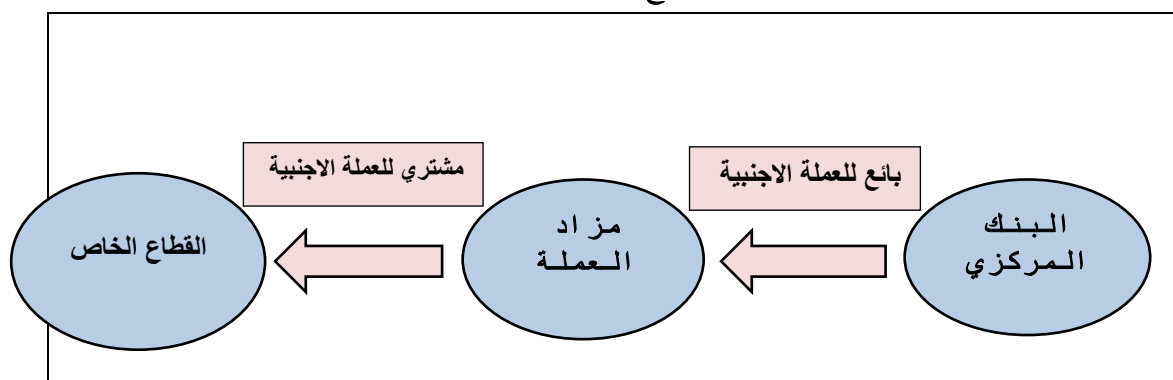 البنك
المركزي
بائع للعملة الاجنبية
مزاد
العملة
مشتري للعملة الاجنبية
القطاع الخاص